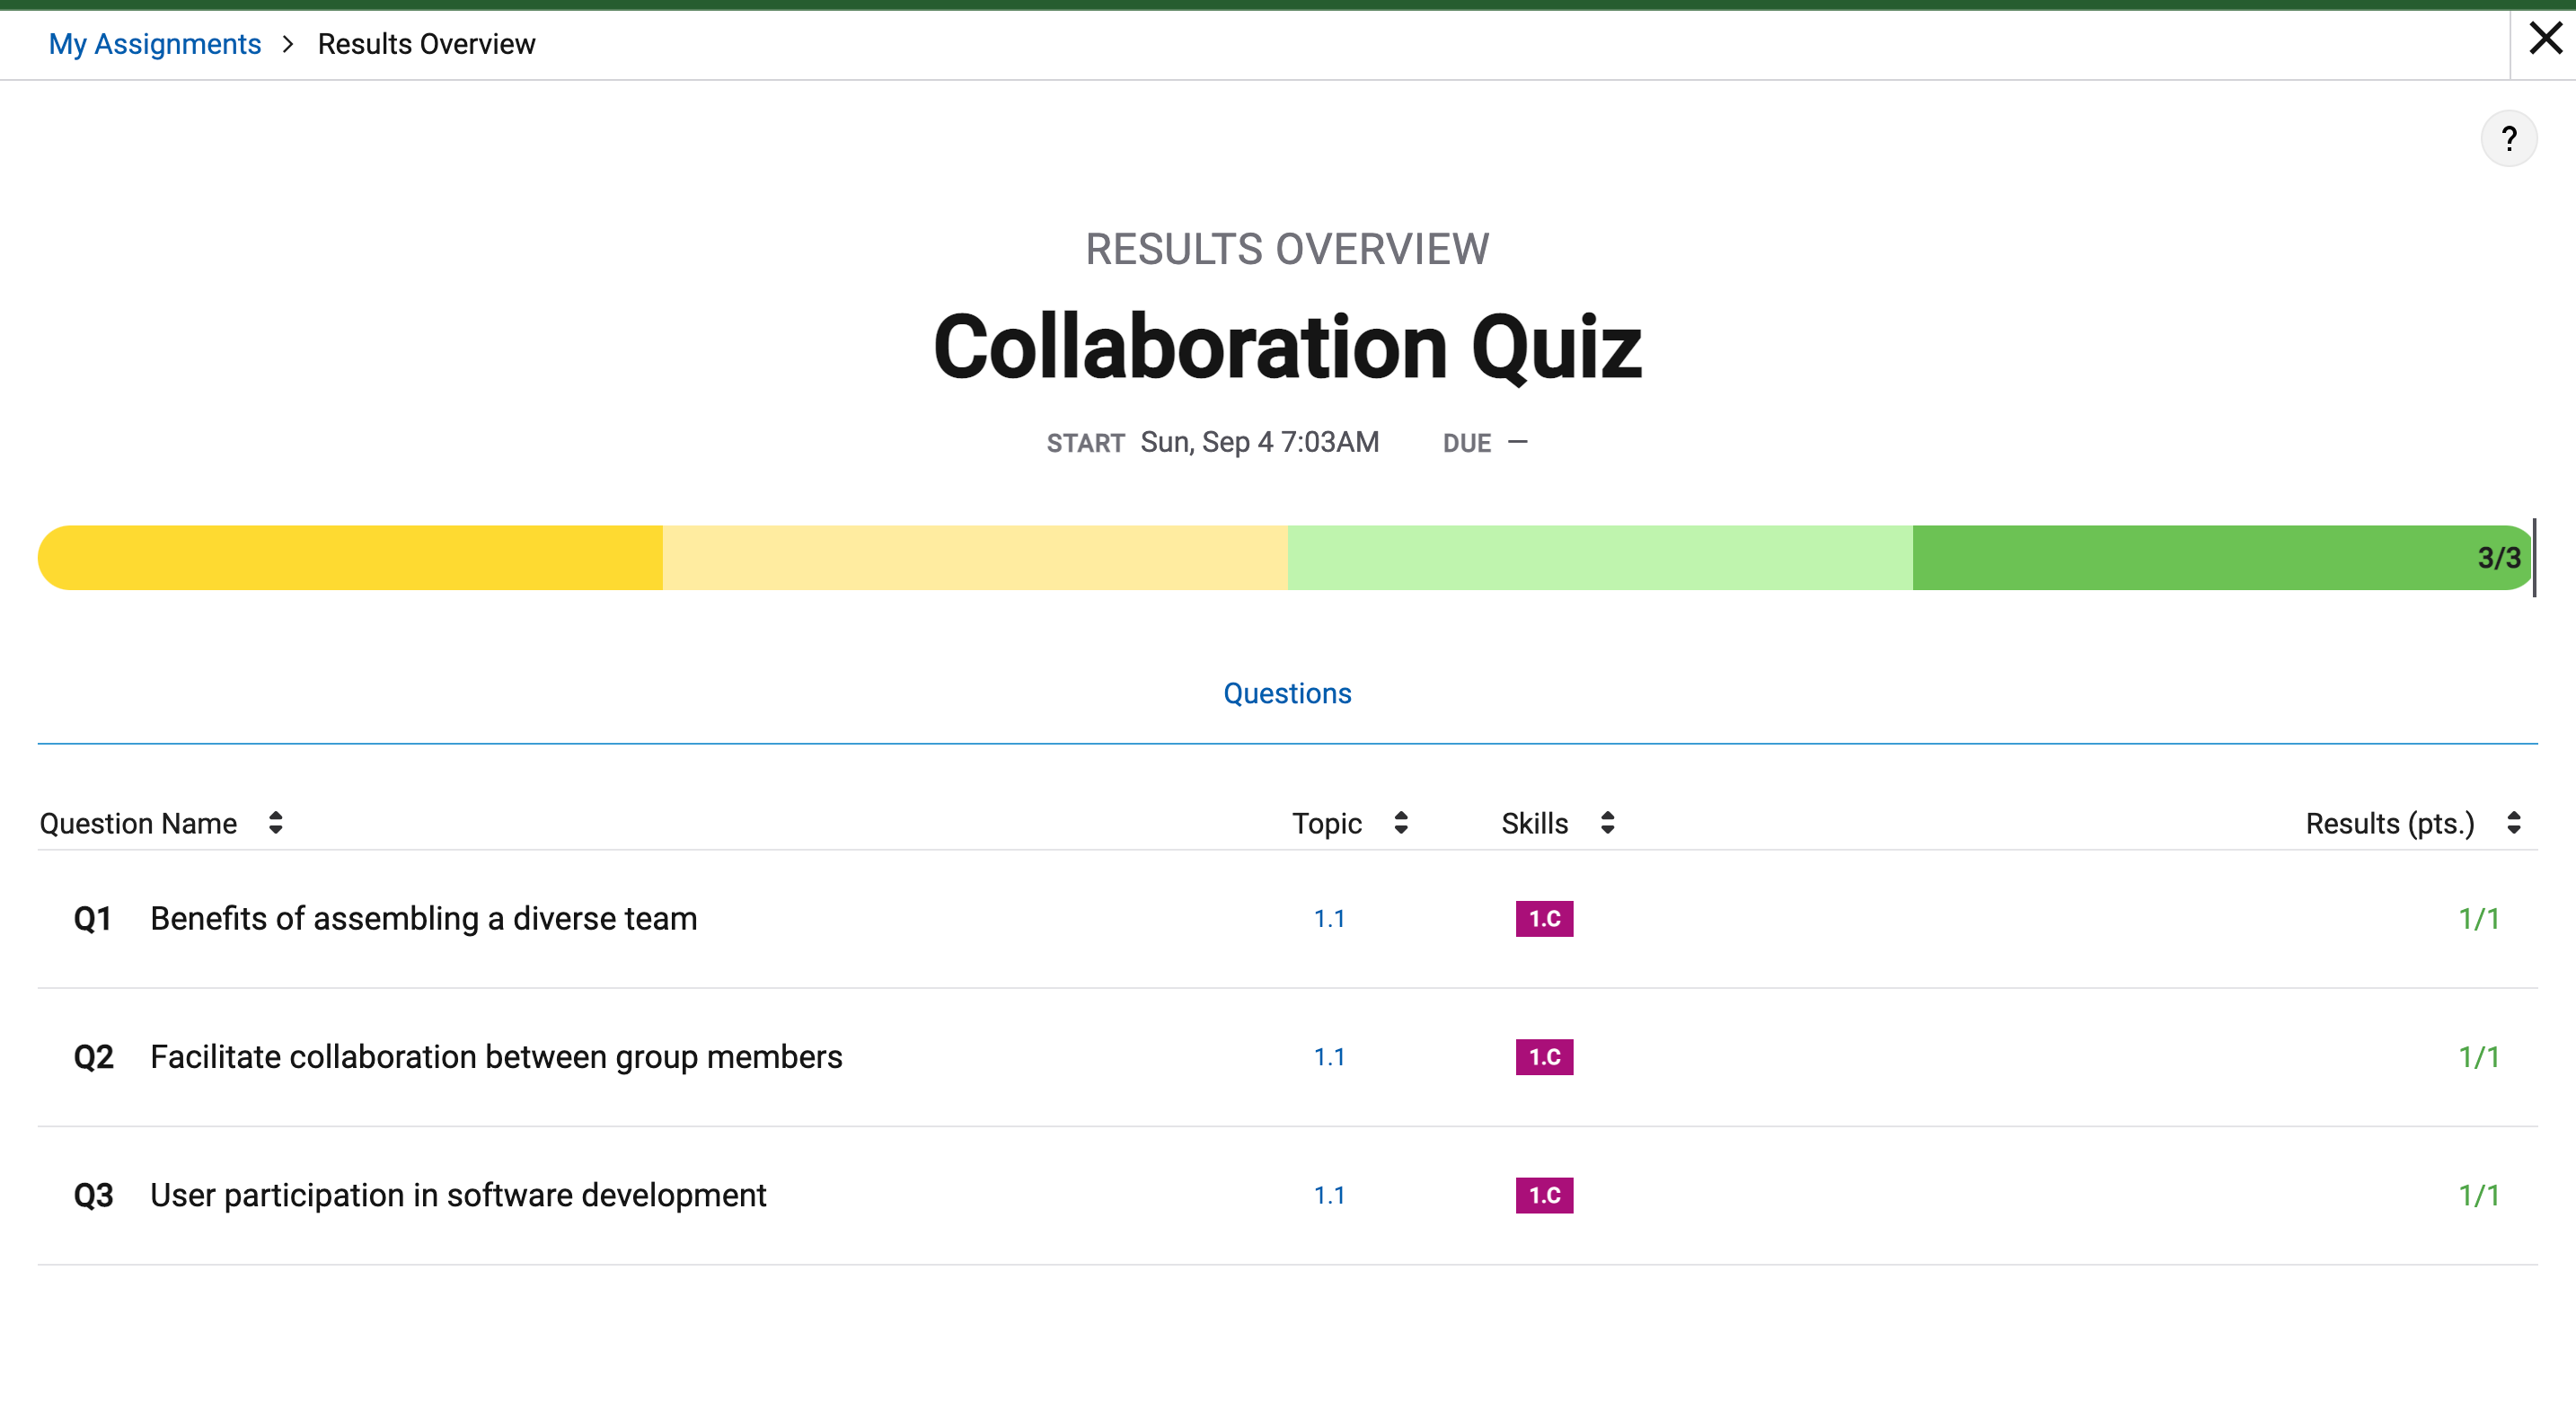 My Assignments > Results Overview
?
RESULTS OVERVIEW
Collaboration Quiz
START Sun, Sep 4 7:03AM DUE —
3/3
Questions
Question Name Topic Skills Results (pts.)
Q1 Benefits of assembling a diverse team 1.1 1.C 1/1
Q2 Facilitate collaboration between group members 1.1 1.C 1/1
Q3 User participation in software development 1.1 1.C 1/1